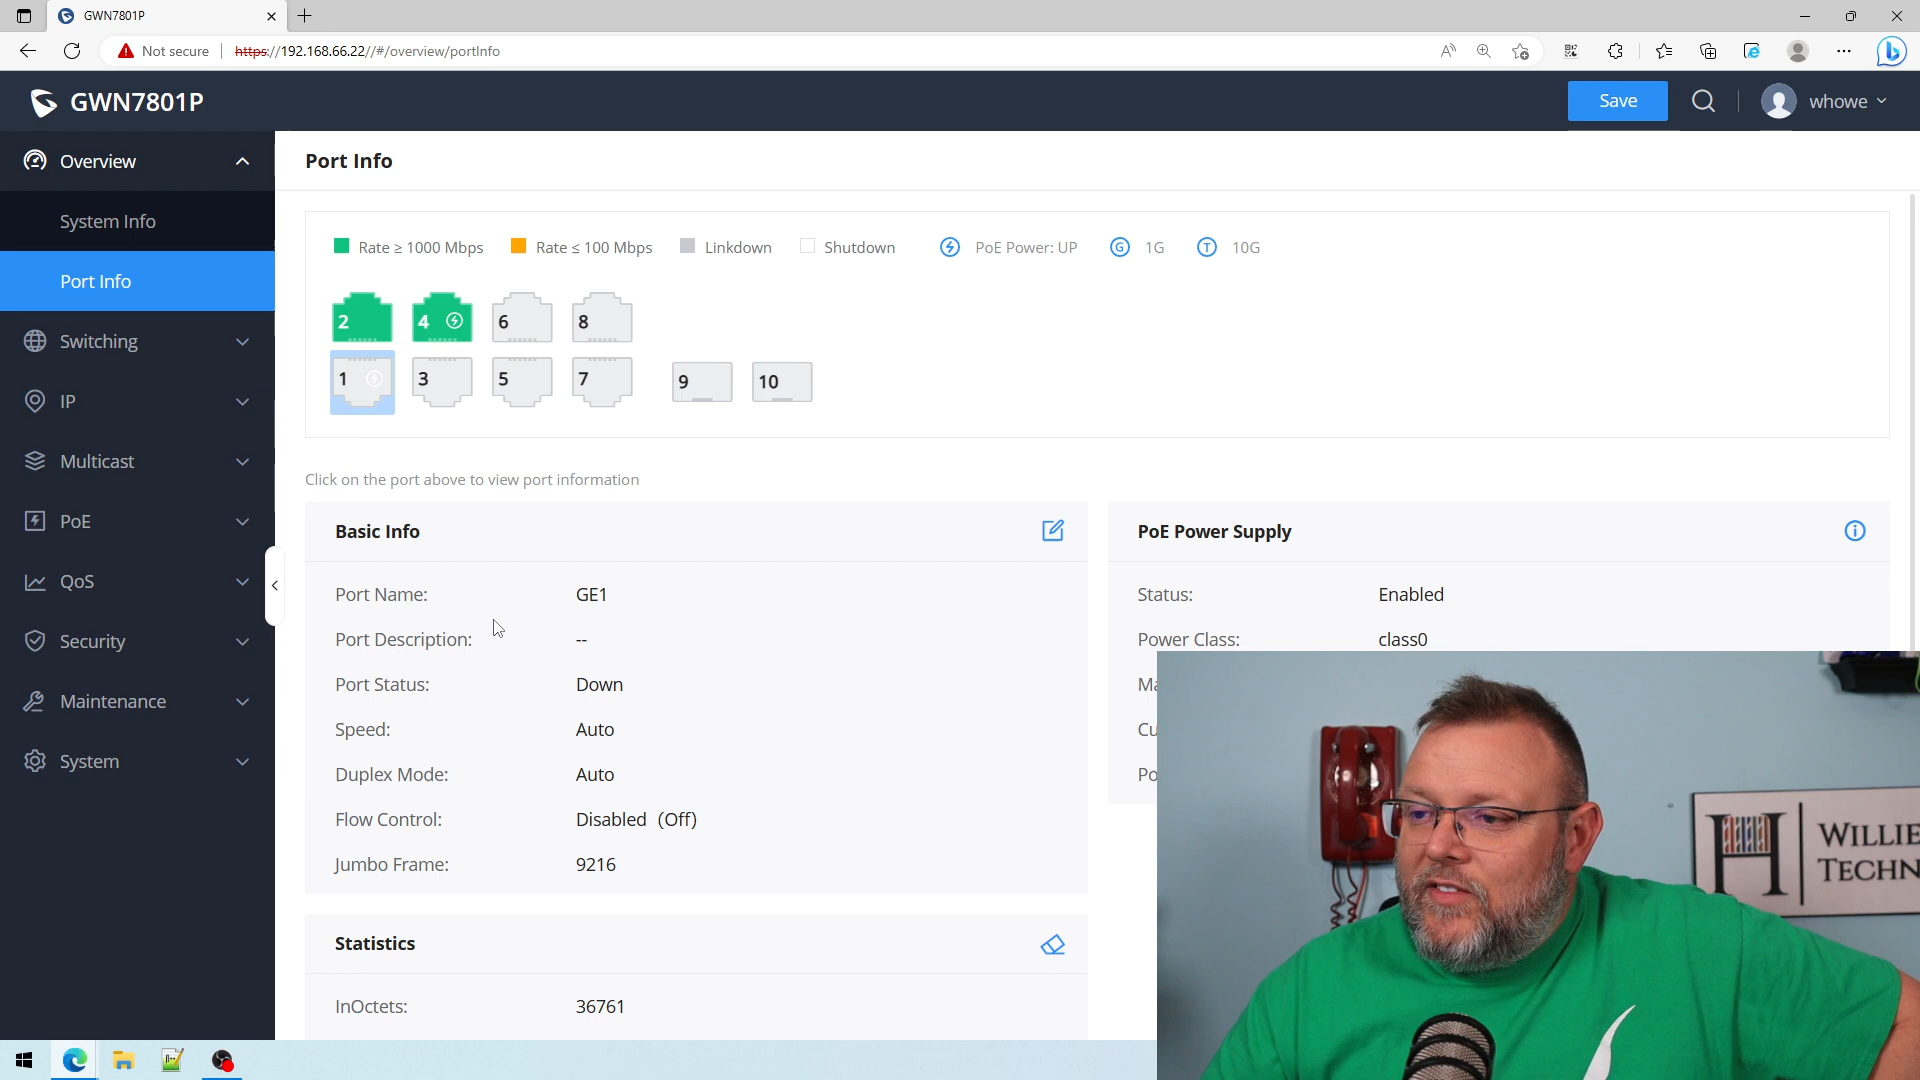 GWN7801P
Not secure
https://192.168.66.22//#/overview/portInfo
GWN7801P
Save
whowe
Overview
System Info
Port Info
Switching
IP
Multicast
PoE
QoS
Security
Maintenance
System
Port Info
Rate ≥ 1000 Mbps
Rate ≤ 100 Mbps
Linkdown
Shutdown
PoE Power: UP
G 1G
T 10G
2 4 6 8
1 3 5 7 9 10
Click on the port above to view port information
Basic Info
Port Name: GE1
Port Description: --
Port Status: Down
Speed: Auto
Duplex Mode: Auto
Flow Control: Disabled (Off)
Jumbo Frame: 9216
Statistics
InOctets: 36761
PoE Power Supply
Status: Enabled
Power Class: class0
Ma
Cu
Po
H
WILLIE
TECHN